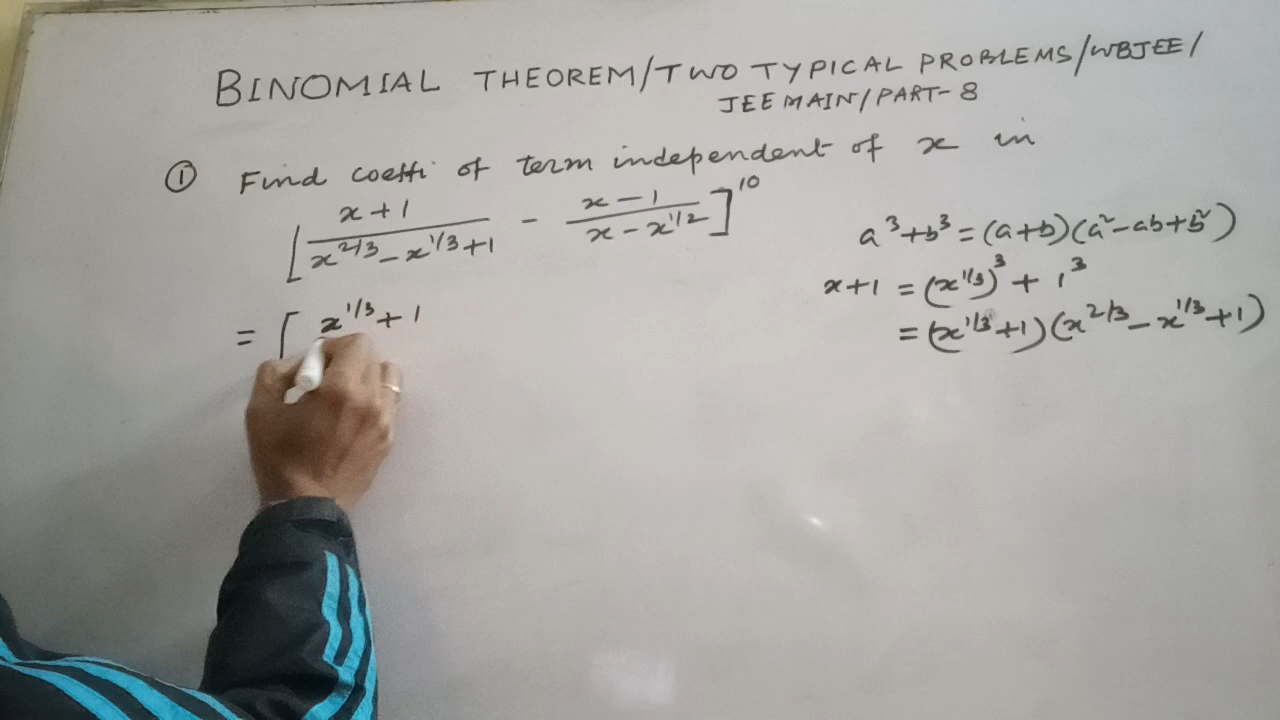 BINOMIAL THEOREM/TWO TYPICAL PROBLEMS/WBJEE/
JEE MAIN/PART-8
① Find coeffi of term independent of x in
[(x+1)/(x^2/3 - x^1/3 + 1) - (x-1)/(x - x^1/2)]^10
a^3+b^3 = (a+b)(a^2-ab+b^2)
x+1 = (x^1/3)^3 + 1^3
= (x^1/3+1)(x^2/3 - x^1/3+1)
= [ x^1/3 + 1